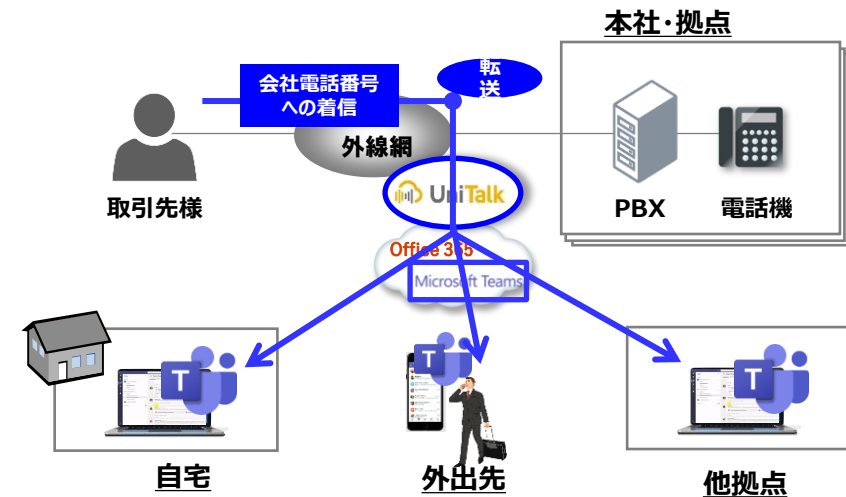 本社・拠点
転
送
会社電話番号
への着信
外線網
取引先様
UniTalk
PBX
電話機
Office 365
Microsoft Teams
T
T
T
自宅
外出先
他拠点